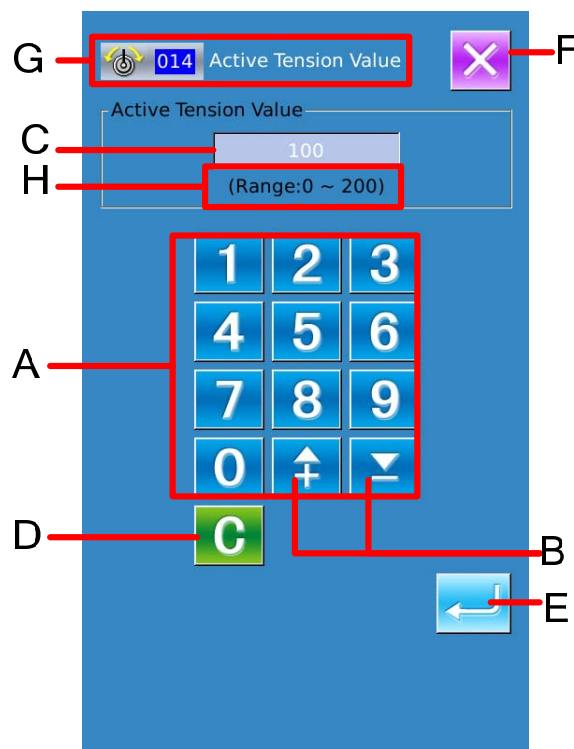 G 014 Active Tension Value F
Active Tension Value
C 100
H (Range:0 ~ 200)
1 2 3
A 4 5 6
7 8 9
0
D C B
E